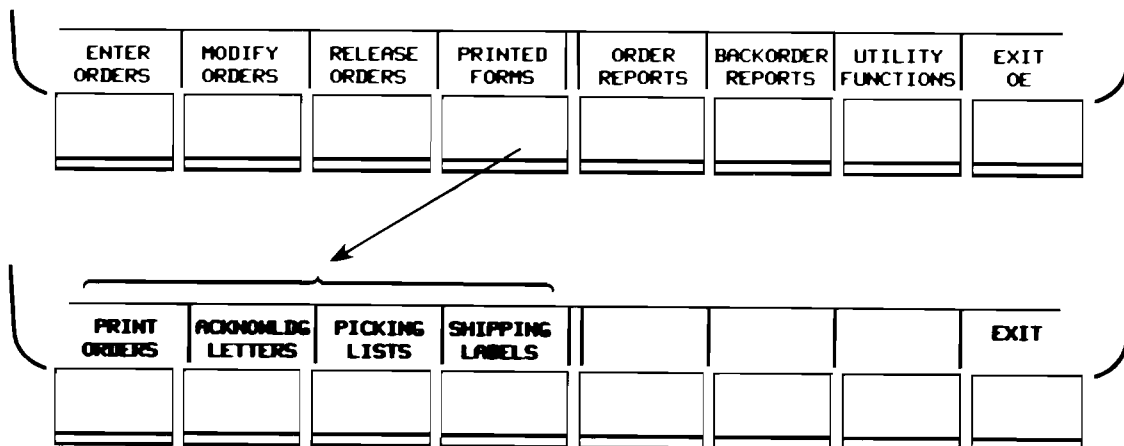 ENTER ORDERS
MODIFY ORDERS
RELEASE ORDERS
PRINTED FORMS
ORDER REPORTS
BACKORDER REPORTS
UTILITY FUNCTIONS
EXIT OE
PRINT ORDERS
ACKNOWLDG LETTERS
PICKING LISTS
SHIPPING LABELS
EXIT